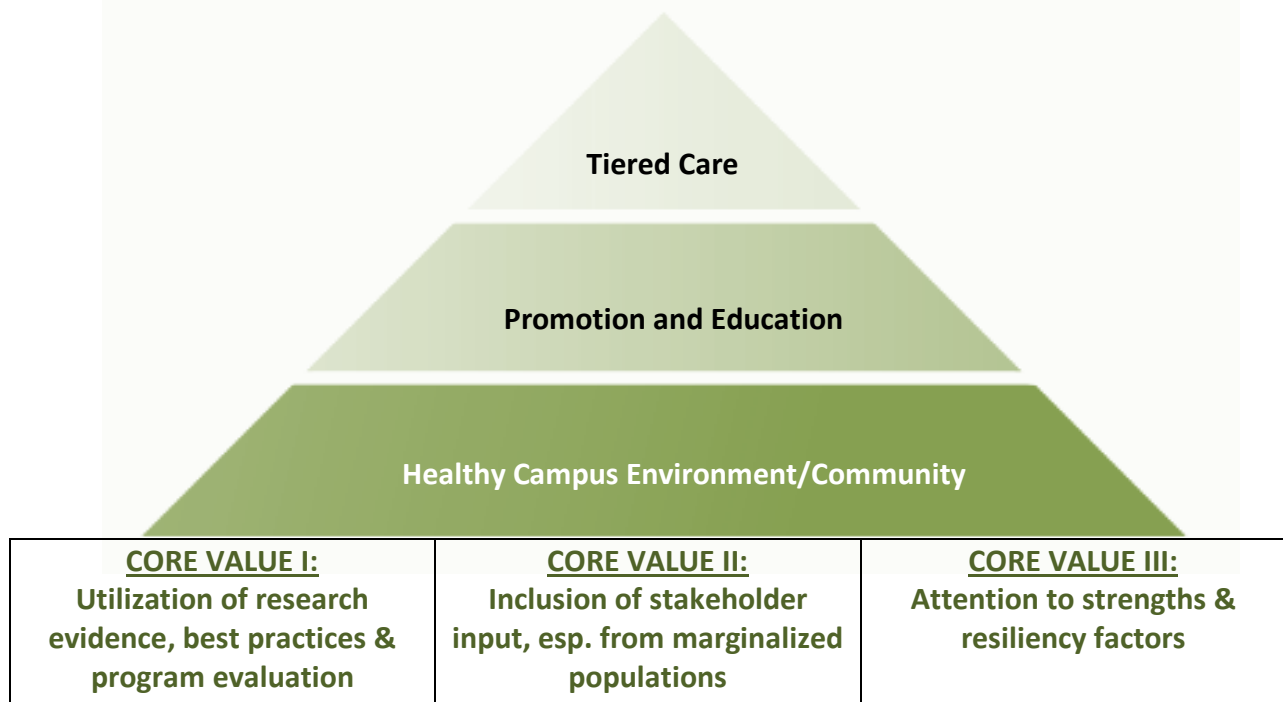 Tiered Care
Promotion and Education
Healthy Campus Environment/Community
CORE VALUE I:
Utilization of research
evidence, best practices &
program evaluation
CORE VALUE II:
Inclusion of stakeholder
input, esp. from marginalized
populations
CORE VALUE III:
Attention to strengths &
resiliency factors